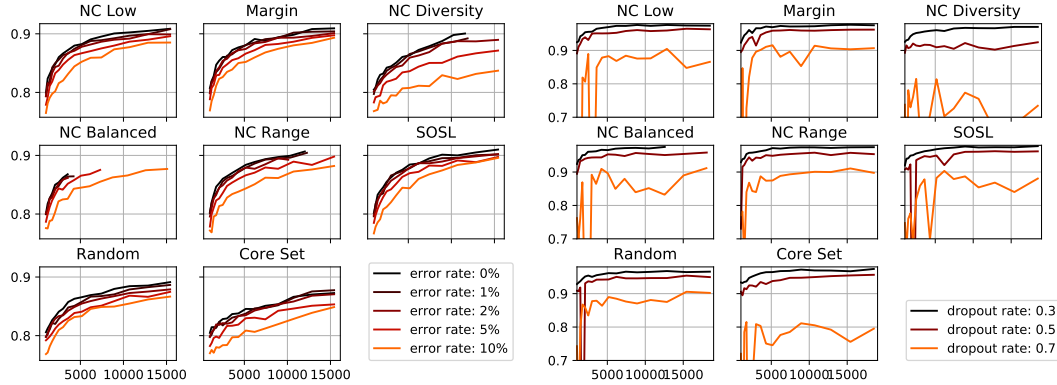 NC Low Margin NC Diversity NC Low Margin NC Diversity
0.9
0.8
0.9
0.8
0.7
NC Balanced NC Range SOSL NC Balanced NC Range SOSL
0.9
0.8
0.9
0.8
0.7
Random Core Set Random Core Set
0.9
0.8
0.9
0.8
0.7
error rate: 0%
error rate: 1%
error rate: 2%
error rate: 5%
error rate: 10%
dropout rate: 0.3
dropout rate: 0.5
dropout rate: 0.7
5000 10000 15000 5000 10000 15000 5000 10000 15000 5000 10000 15000